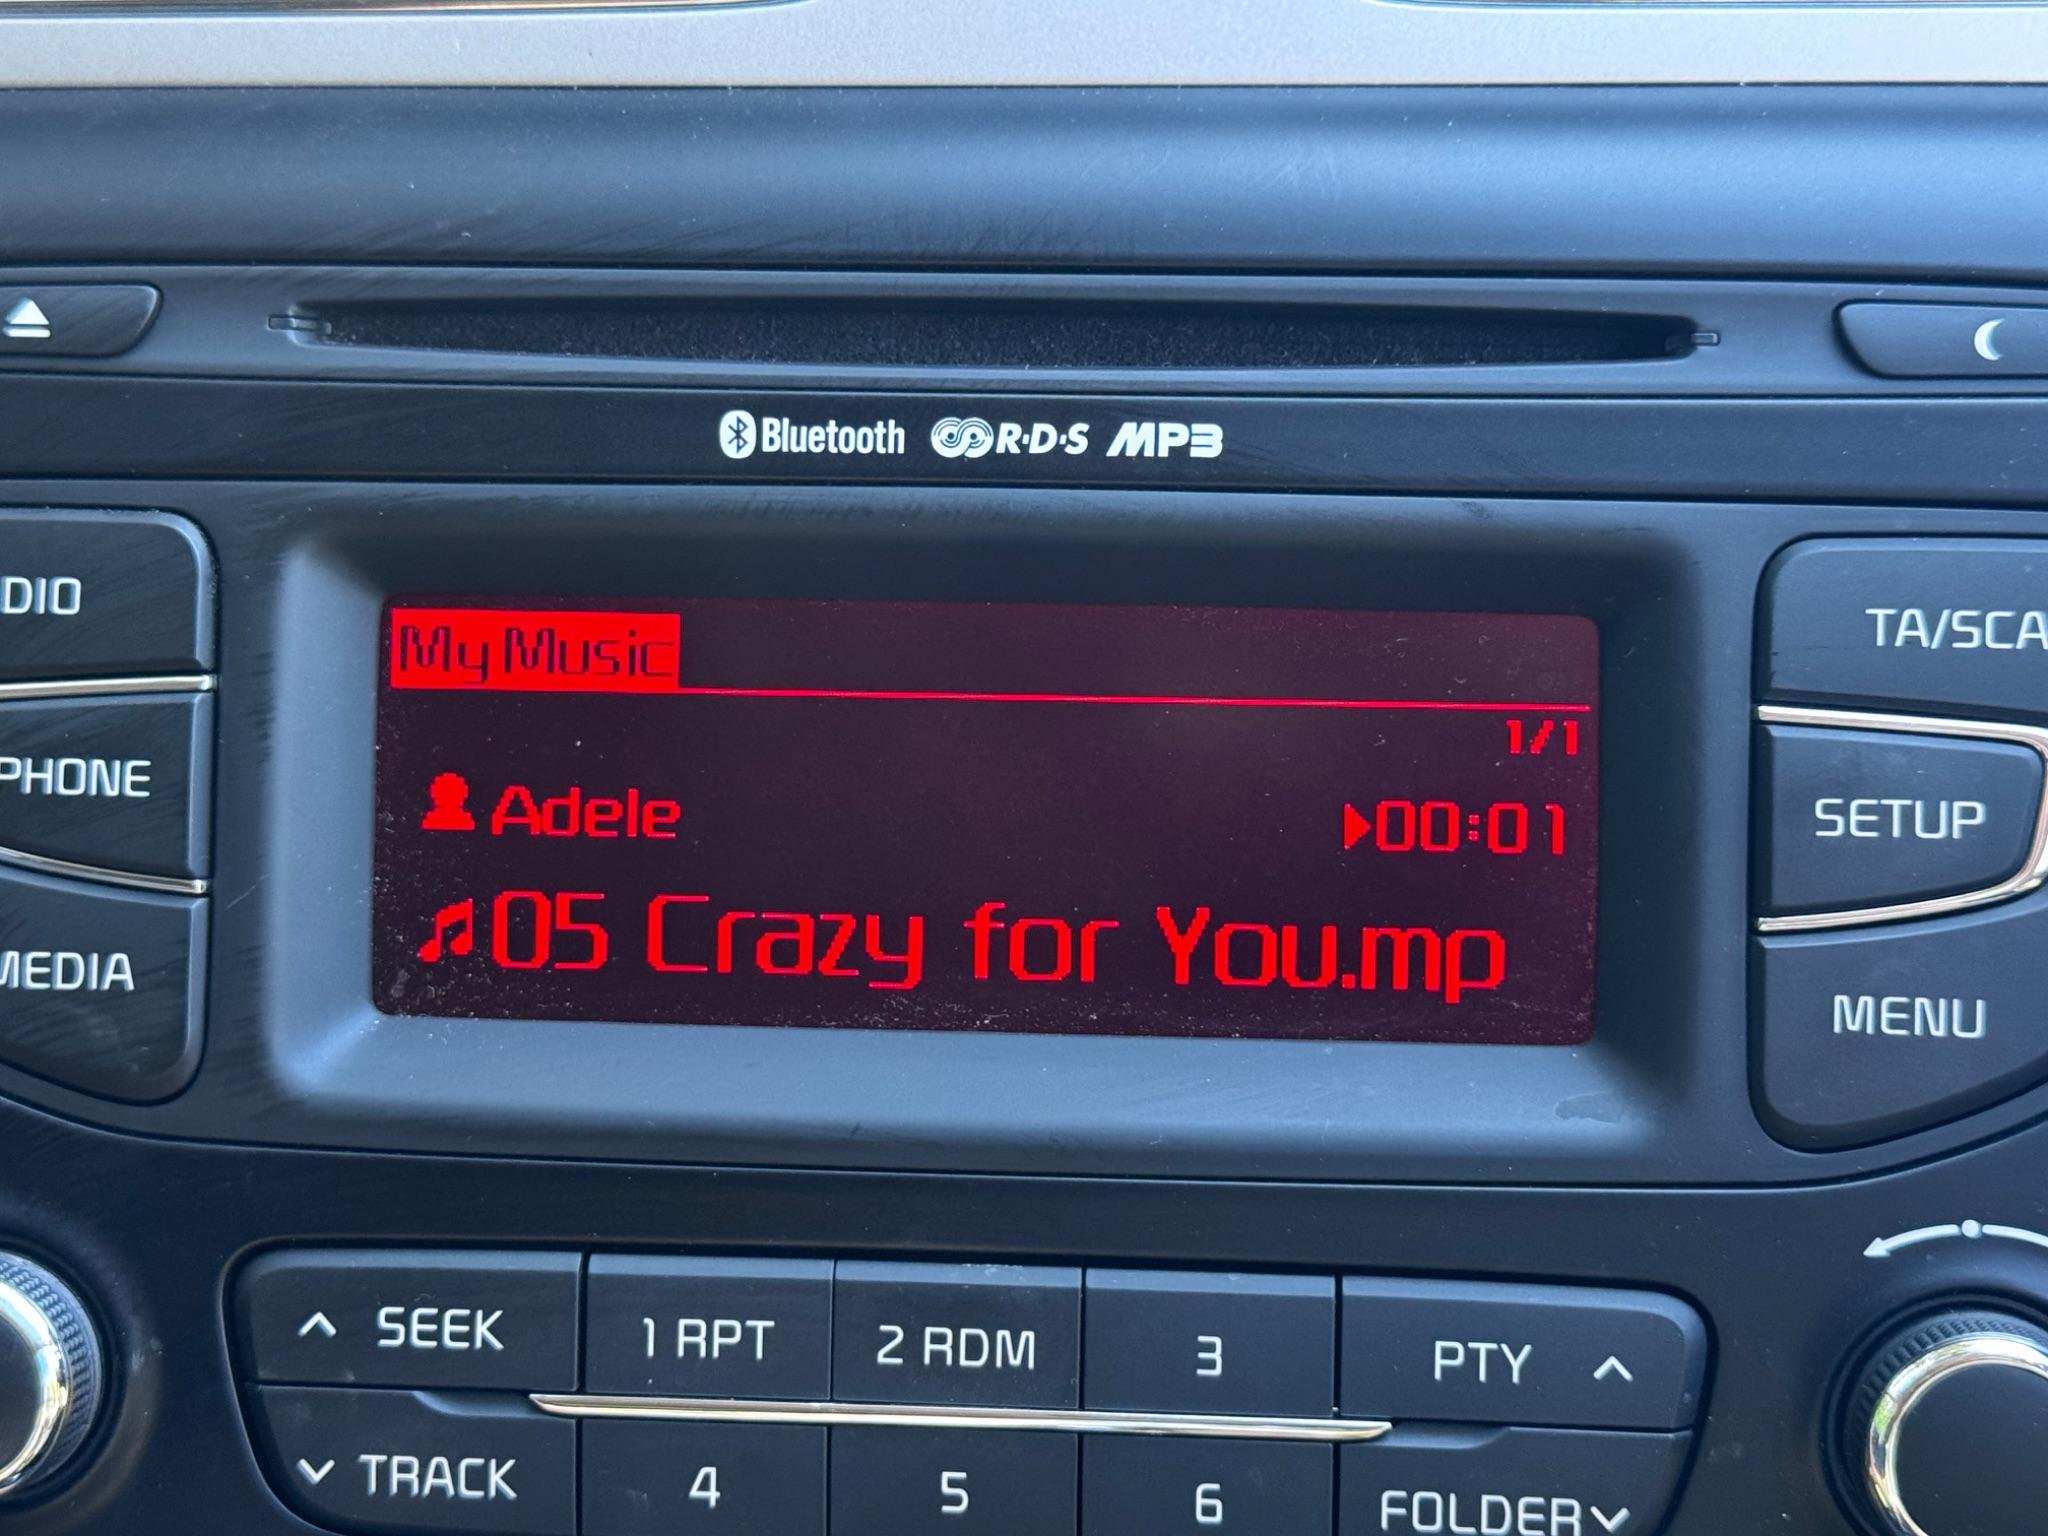 Bluetooth R·D·S MP3
DIO
TA/SCA
My Music
1/1
PHONE
Adele
00:01
SETUP
MEDIA
05 Crazy for You.mp
MENU
SEEK
1 RPT
2 RDM
3
PTY
TRACK
4
5
6
FOLDER